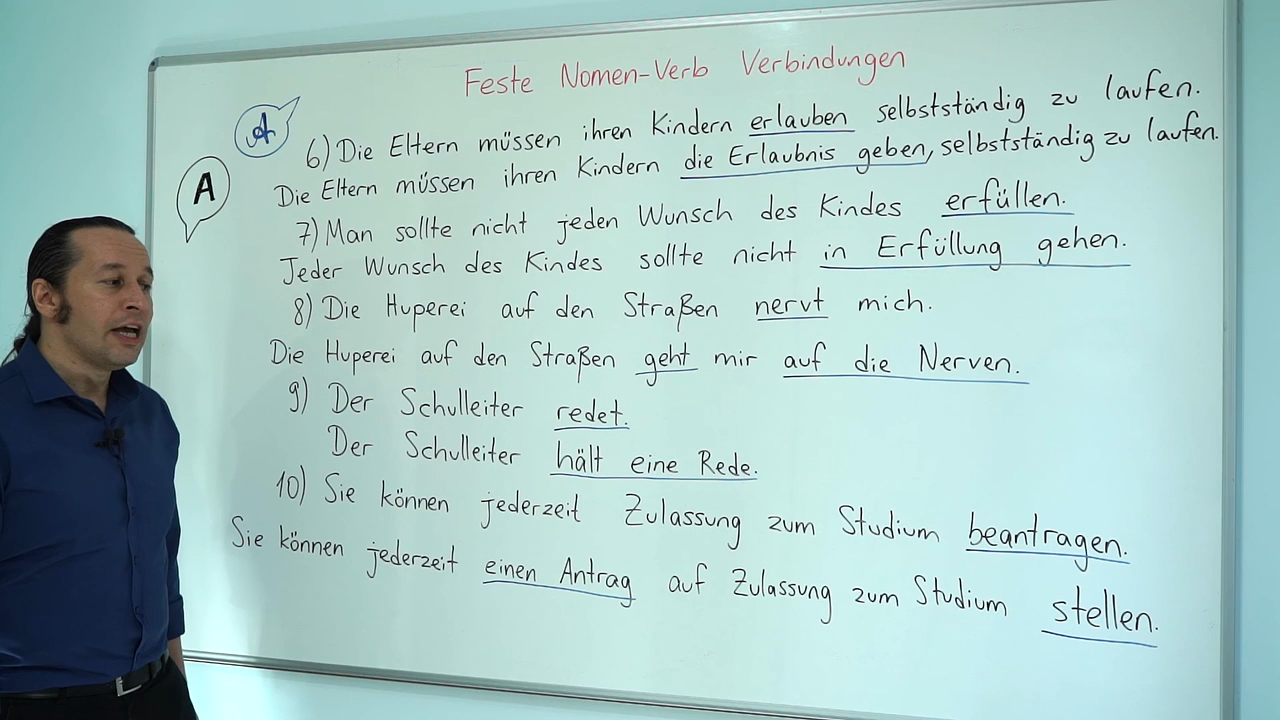 Feste Nomen-Verb Verbindungen
A
6) Die Eltern müssen ihren Kindern erlauben selbstständig zu laufen.
A
Die Eltern müssen ihren Kindern die Erlaubnis geben, selbstständig zu laufen.
7) Man sollte nicht jeden Wunsch des Kindes erfüllen.
Jeder Wunsch des Kindes sollte nicht in Erfüllung gehen.
8) Die Huperei auf den Straßen nervt mich.
Die Huperei auf den Straßen geht mir auf die Nerven.
9) Der Schulleiter redet.
Der Schulleiter hält eine Rede.
10) Sie können jederzeit Zulassung zum Studium beantragen.
Sie können jederzeit einen Antrag auf Zulassung zum Studium stellen.